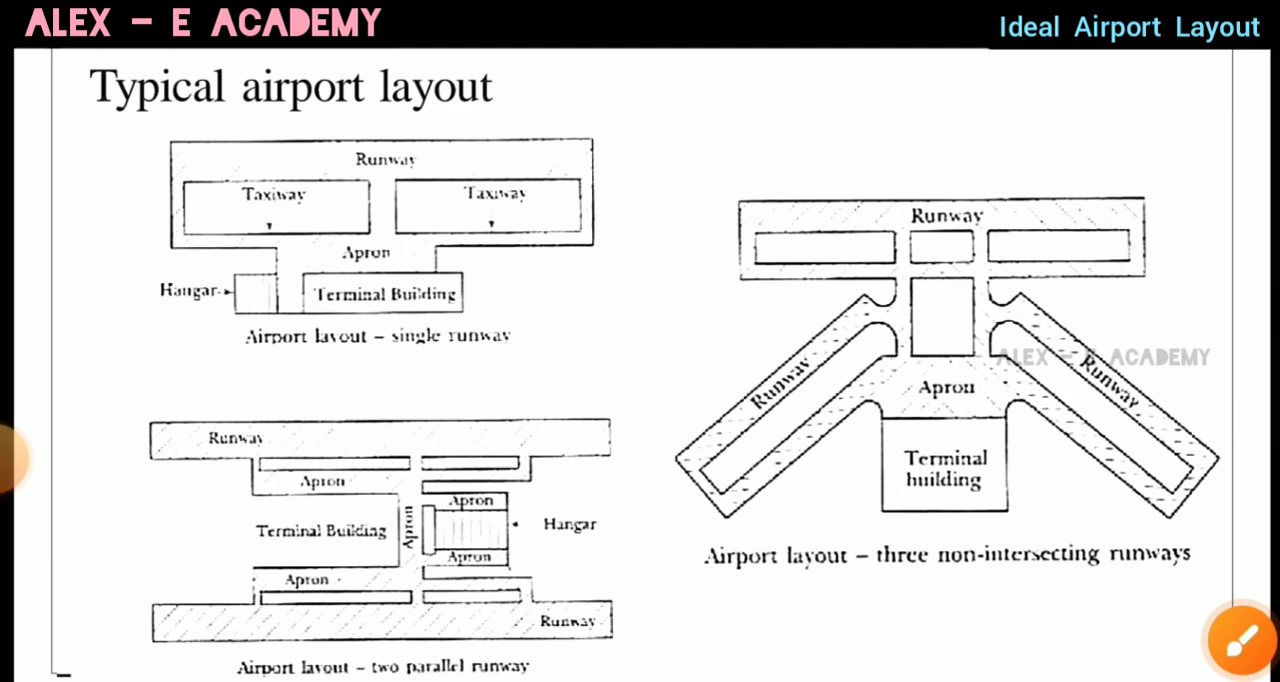 ALEX - E ACADEMY
Ideal Airport Layout
Typical airport layout
Runway
Taxiway
Taxiway
Apron
Hangar
Terminal Building
Airport layout – single runway
Runway
Apron
Apron
Terminal Building
Apron
Hangar
Apron
Apron
Runway
Airport layout – two parallel runway
Runway
ALEX - E ACADEMY
Runway
Runway
Apron
Terminal
building
Airport layout – three non-intersecting runways